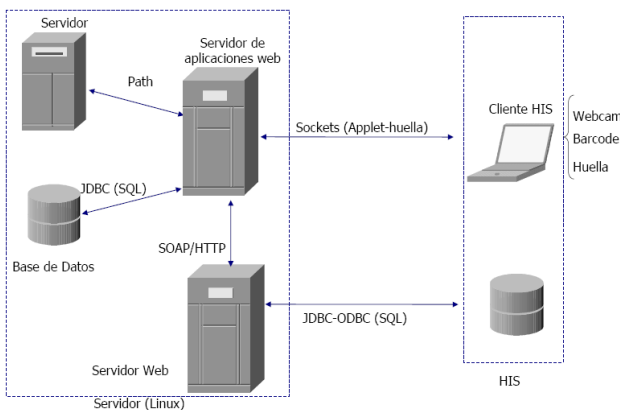 Servidor
Servidor de
aplicaciones web
Path
Cliente HIS
Webcam
Barcode
Huella
Sockets (Applet-huella)
JDBC (SQL)
SOAP/HTTP
Base de Datos
JDBC-ODBC (SQL)
Servidor Web
HIS
Servidor (Linux)